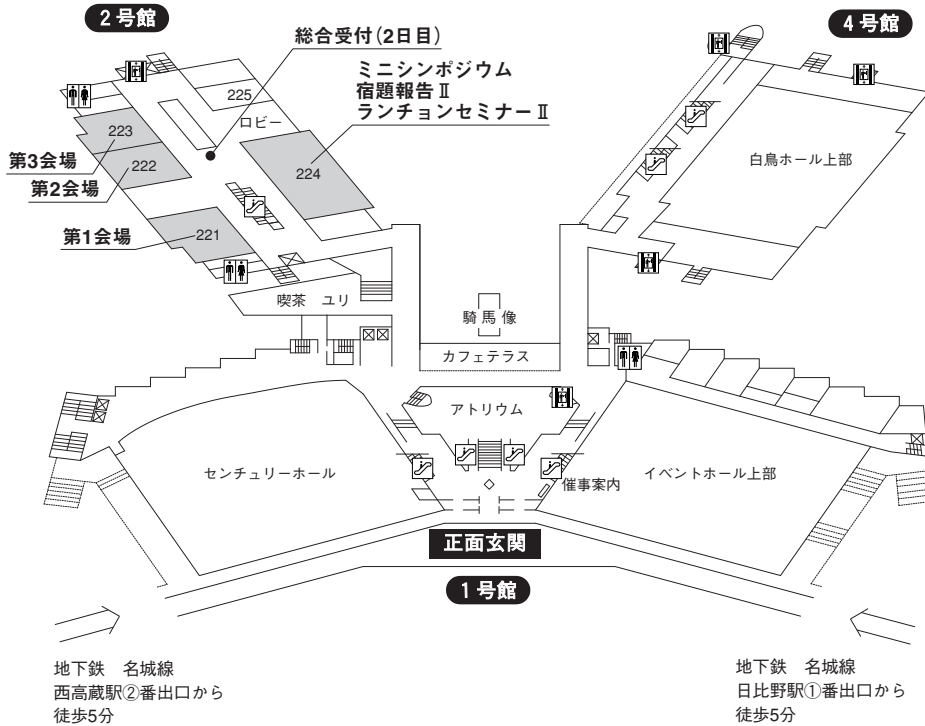 2号館
4号館
総合受付(2日目)
ミニシンポジウム
宿題報告Ⅱ
ランチョンセミナーⅡ
225
ロビー
223
第3会場
222
第2会場
224
白鳥ホール上部
第1会場
221
喫茶　ユリ
騎馬像
カフェテラス
アトリウム
センチュリーホール
催事案内
イベントホール上部
正面玄関
1号館
地下鉄　名城線
西高蔵駅②番出口から
徒歩5分
地下鉄　名城線
日比野駅①番出口から
徒歩5分